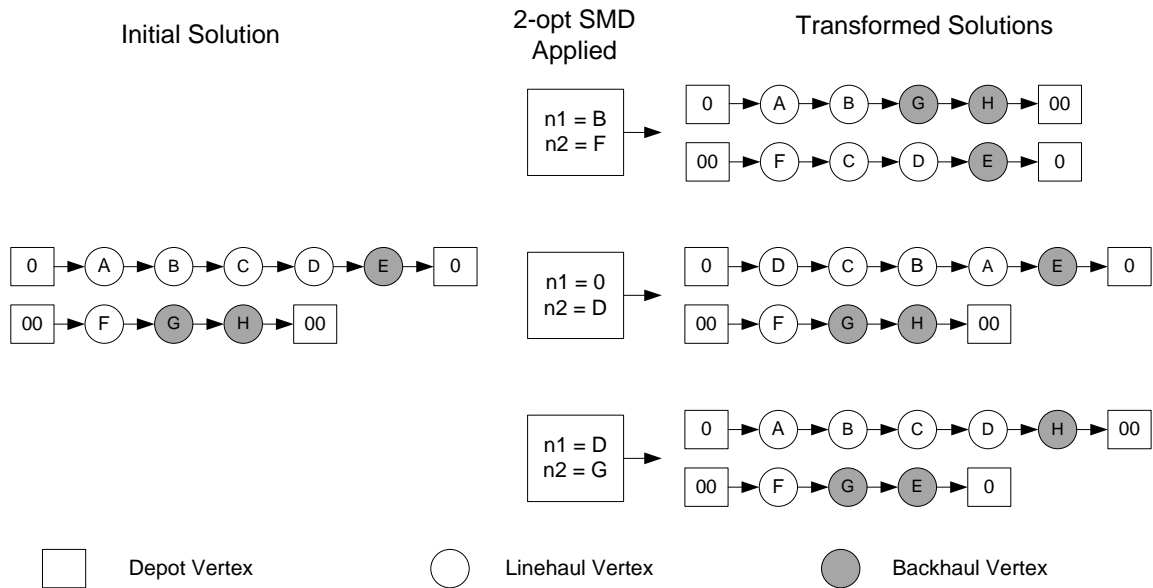 Initial Solution
2-opt SMD
Applied
Transformed Solutions
n1 = B
n2 = F
0 A B G H 00
00 F C D E 0
0 A B C D E 0
00 F G H 00
n1 = 0
n2 = D
0 D C B A E 0
00 F G H 00
n1 = D
n2 = G
0 A B C D H 00
00 F G E 0
Depot Vertex
Linehaul Vertex
Backhaul Vertex